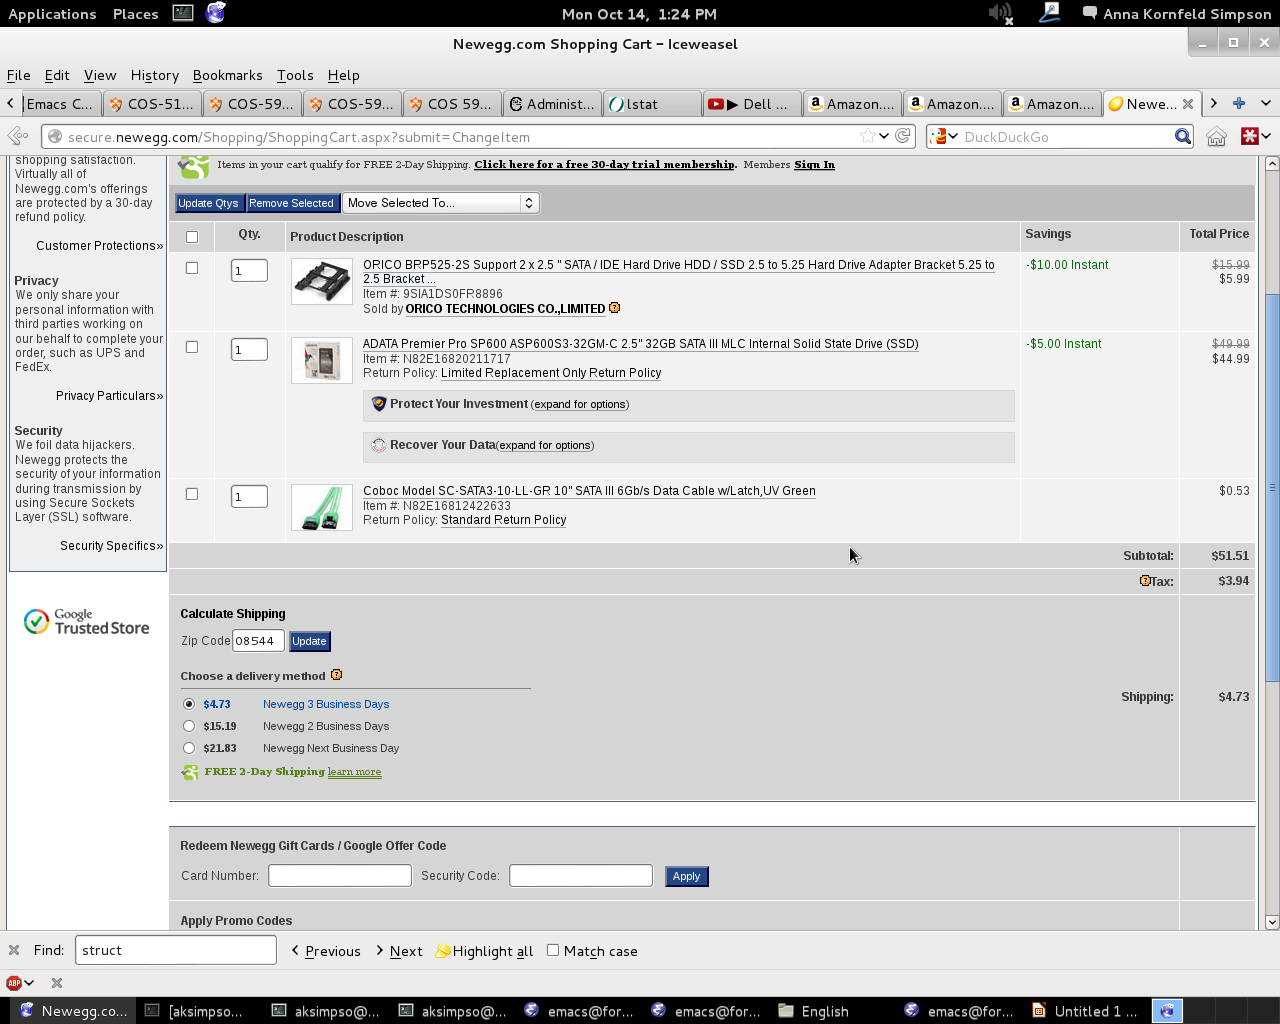 Applications Places Mon Oct 14, 1:24 PM Anna Kornfeld Simpson
Newegg.com Shopping Cart – Iceweasel
File Edit View History Bookmarks Tools Help
Emacs C... COS-51... COS-59... COS-59... COS 59... Administ... lstat ▶ Dell ... Amazon.... Amazon.... Amazon.... Newe...
secure.newegg.com/Shopping/ShoppingCart.aspx?submit=ChangeItem DuckDuckGo
shopping satisfaction.
Virtually all of
Newegg.com's offerings
are protected by a 30-day
refund policy.
Customer Protections»
Privacy
We only share your
personal information with
third parties working on
our behalf to complete your
order, such as UPS and
FedEx.
Privacy Particulars»
Security
We foil data hijackers.
Newegg protects the
security of your information
during transmission by
using Secure Sockets
Layer (SSL) software.
Security Specifics»
Google
Trusted Store
Items in your cart qualify for FREE 2-Day Shipping. Click here for a free 30-day trial membership. Members Sign In
Update Qtys Remove Selected Move Selected To...
Qty. Product Description Savings Total Price
1 ORICO BRP525-2S Support 2 x 2.5 " SATA / IDE Hard Drive HDD / SSD 2.5 to 5.25 Hard Drive Adapter Bracket 5.25 to -$10.00 Instant $15.99
2.5 Bracket ... $5.99
Item #: 9SIA1DS0FR8896
Sold by ORICO TECHNOLOGIES CO.,LIMITED
1 ADATA Premier Pro SP600 ASP600S3-32GM-C 2.5" 32GB SATA III MLC Internal Solid State Drive (SSD) -$5.00 Instant $49.99
Item #: N82E16820211717 $44.99
Return Policy: Limited Replacement Only Return Policy
Protect Your Investment (expand for options)
Recover Your Data(expand for options)
1 Coboc Model SC-SATA3-10-LL-GR 10" SATA III 6Gb/s Data Cable w/Latch,UV Green $0.53
Item #: N82E16812422633
Return Policy: Standard Return Policy
Subtotal: $51.51
Tax: $3.94
Calculate Shipping
Zip Code 08544 Update
Choose a delivery method
$4.73 Newegg 3 Business Days
Shipping: $4.73
$15.19 Newegg 2 Business Days
$21.83 Newegg Next Business Day
FREE 2-Day Shipping learn more
Redeem Newegg Gift Cards / Google Offer Code
Card Number: Security Code: Apply
Apply Promo Codes
Find: struct Previous Next Highlight all Match case
ABP
Newegg.co... [aksimpso... aksimpso@... aksimpso@... emacs@for... emacs@for... English emacs@for... Untitled 1 ...